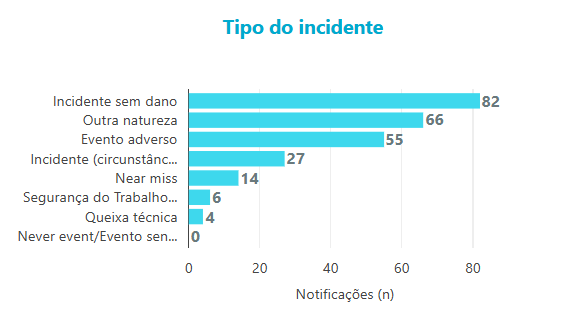 Tipo do incidente
Incidente sem dano 82
Outra natureza 66
Evento adverso 55
Incidente (circunstânc... 27
Near miss 14
Segurança do Trabalho... 6
Queixa técnica 4
Never event/Evento sen... 0
0 20 40 60 80
Notificações (n)